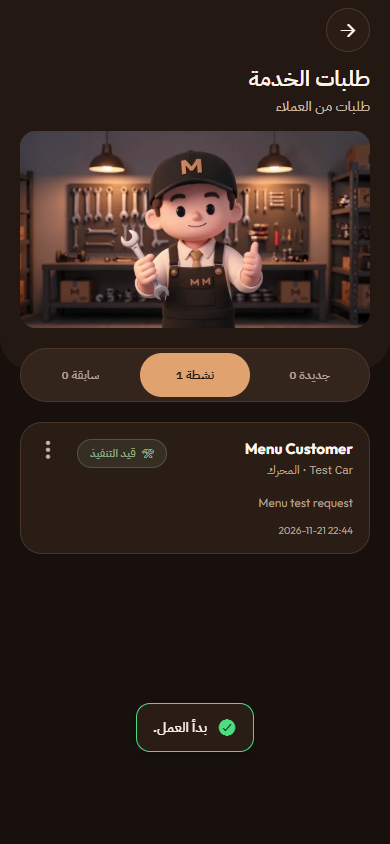 طلبات الخدمة
طلبات من العملاء
M
M M
M
M
جديدة 0
نشطة 1
سابقة 0
Menu Customer
قيد التنفيذ
Test Car · المحرك
Menu test request
2026-11-21 22:44
بدأ العمل.